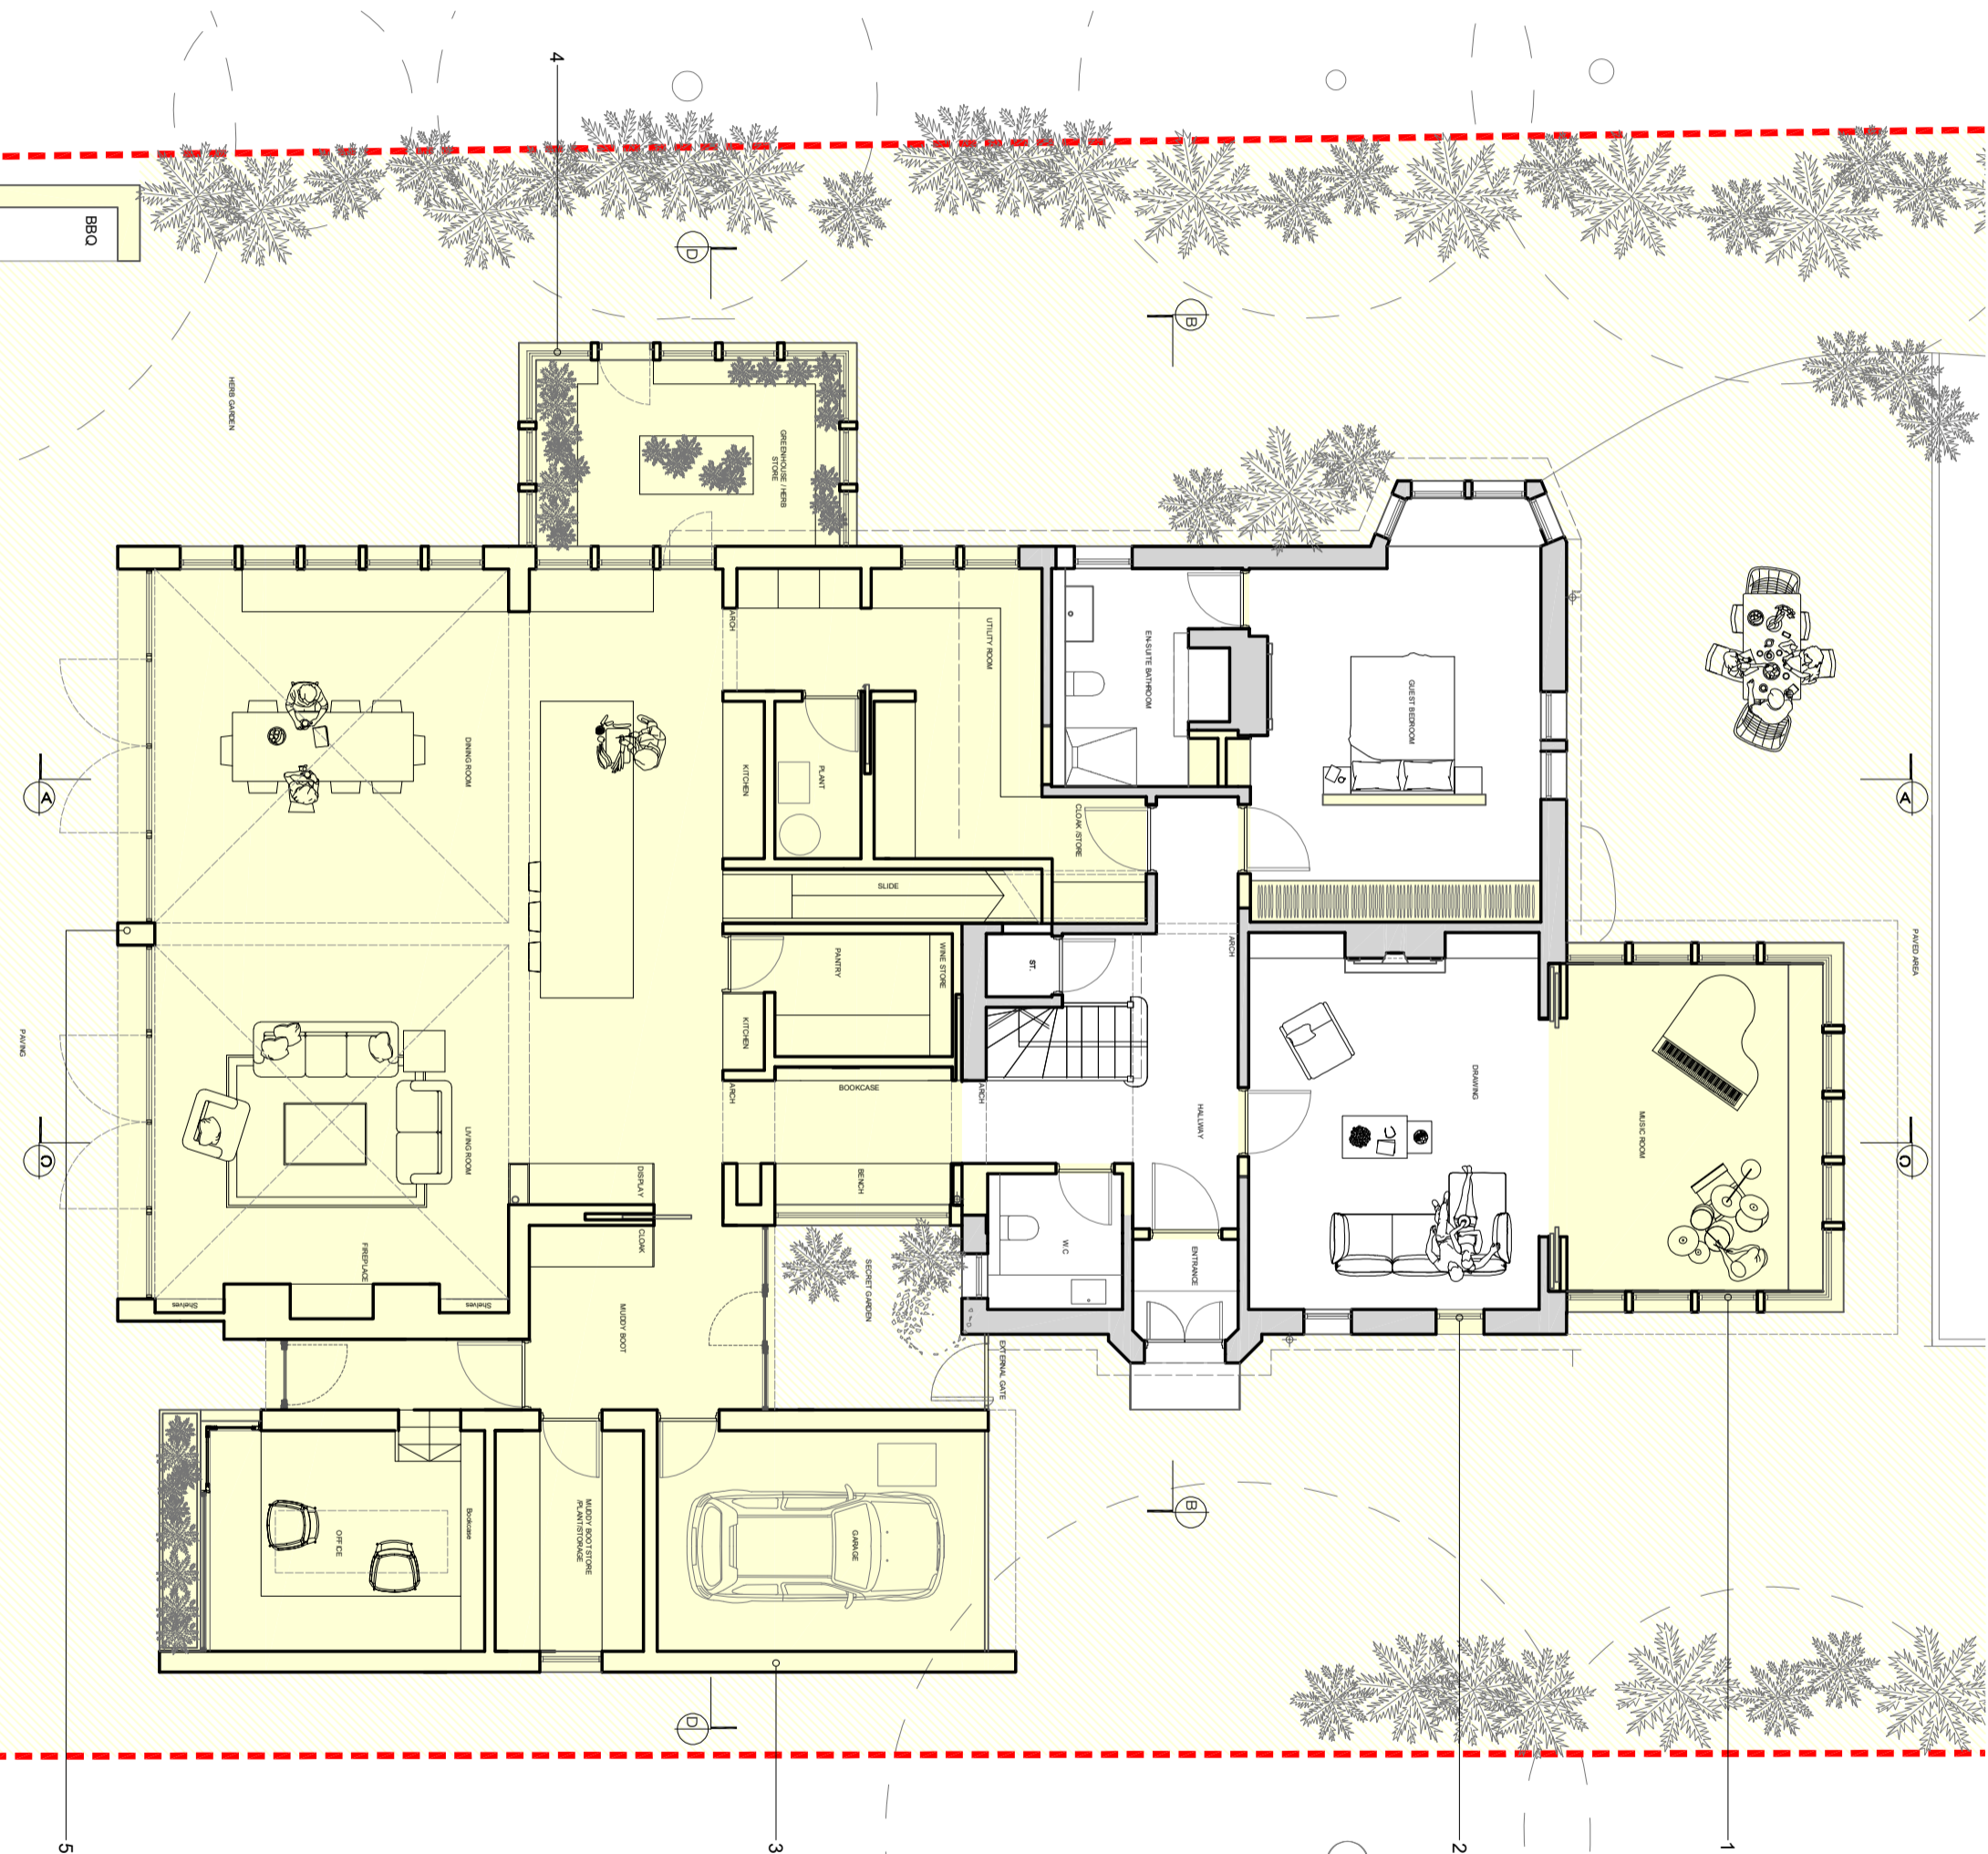 4
BBQ
D
B
HERB GARDEN
GREENHOUSE / HERB
STORE
ARCH
UTILITY ROOM
EN-SUITE BATHROOM
GUEST BEDROOM
DINING ROOM
KITCHEN
PLANT
CLOAK /STORE
A
A
SLIDE
ARCH
PAVED AREA
PANTRY
WINE STORE
ST.
PAVING
KITCHEN
ARCH
BOOKCASE
ARCH
HALLWAY
DRAWING
MUSIC ROOM
C
C
LIVING ROOM
DISPLAY
BENCH
CLOAK
W.C
ENTRANCE
FIREPLACE
SECRET GARDEN
Shelves
Shelves
MUDDY BOOT
EXTERNAL GATE
Bookcase
OFFICE
MUDDY BOOT STORE
/PLANT/STORAGE
GARAGE
B
D
5
3
2
1